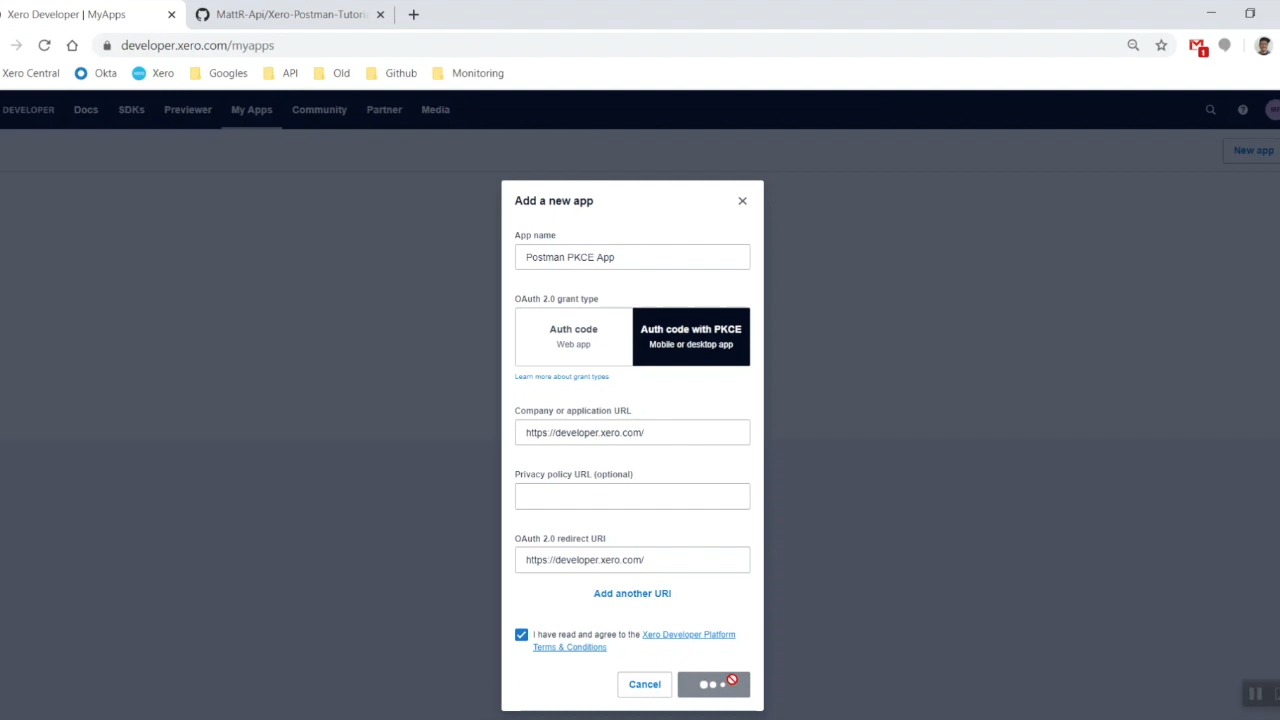 Xero Developer | MyApps
MattR-Api/Xero-Postman-Tutori
developer.xero.com/myapps
1
Xero Central
Okta
Xero
Googles
API
Old
Github
Monitoring
DEVELOPER
Docs
SDKs
Previewer
My Apps
Community
Partner
Media
New app
Add a new app
App name
Postman PKCE App
OAuth 2.0 grant type
Auth code
Web app
Auth code with PKCE
Mobile or desktop app
Learn more about grant types
Company or application URL
https://developer.xero.com/
Privacy policy URL (optional)
OAuth 2.0 redirect URI
https://developer.xero.com/
Add another URI
I have read and agree to the Xero Developer Platform
Terms & Conditions
Cancel